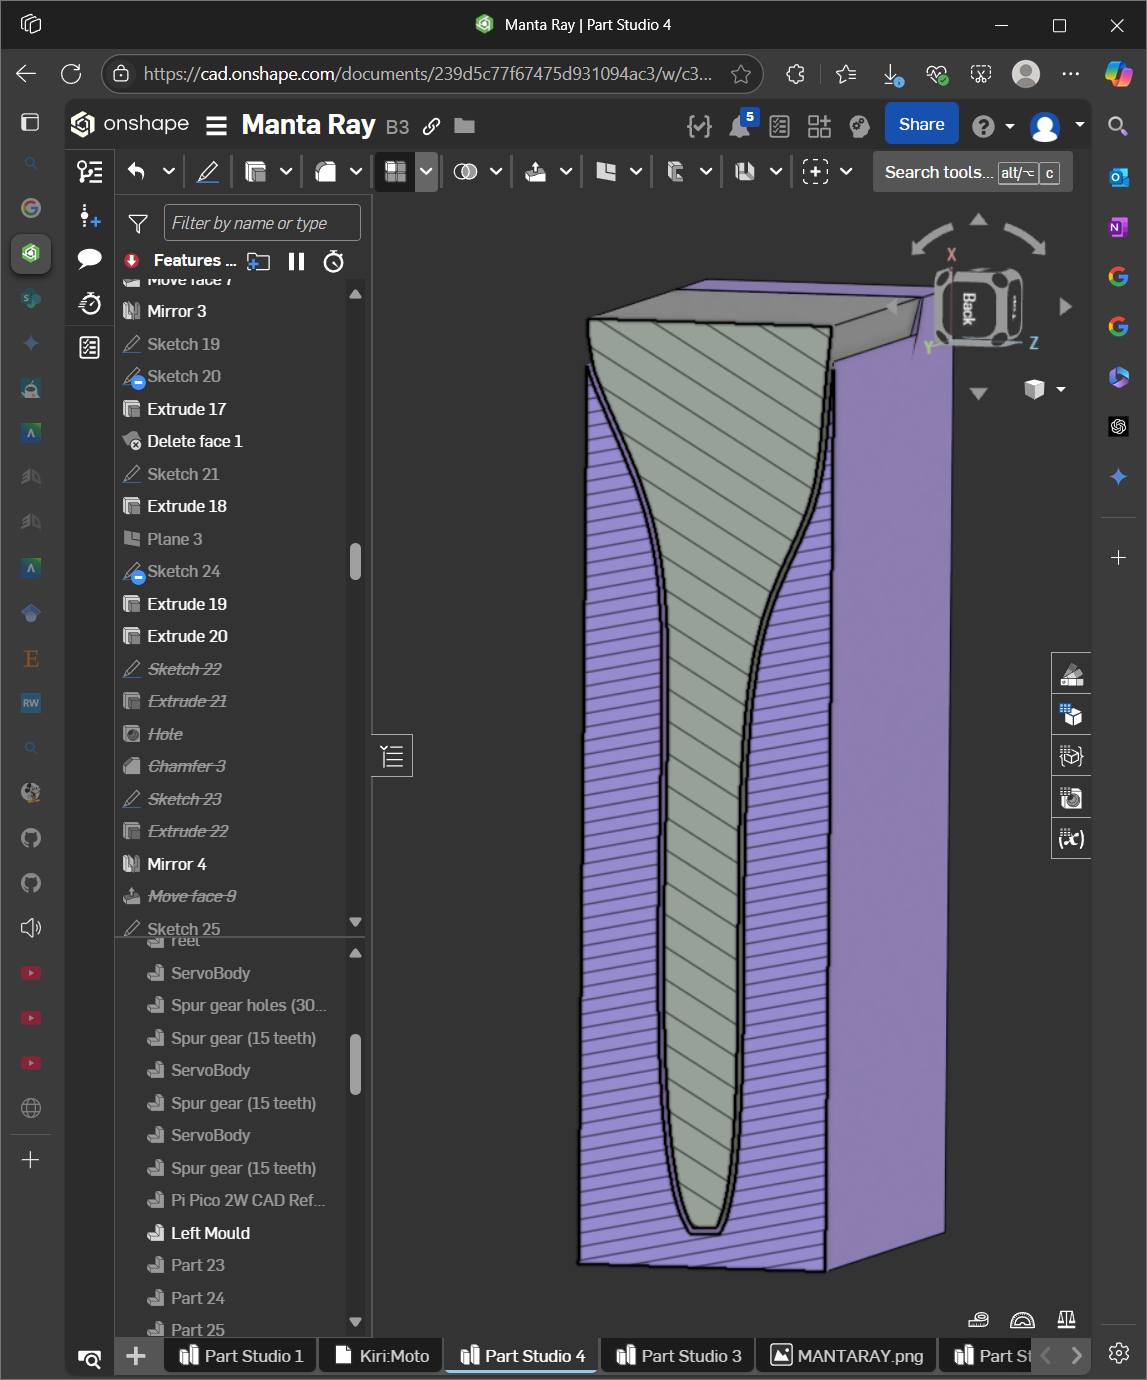 Manta Ray | Part Studio 4
https://cad.onshape.com/documents/239d5c77f67475d931094ac3/w/c3...
onshape
Manta Ray B3
5
Share
Search tools... alt/⌥ c
Filter by name or type
Features ...
Move face 7
Mirror 3
Sketch 19
Sketch 20
Extrude 17
Delete face 1
Sketch 21
Extrude 18
Plane 3
Sketch 24
Extrude 19
Extrude 20
Sketch 22
Extrude 21
Hole
Chamfer 3
Sketch 23
Extrude 22
Mirror 4
Move face 9
Sketch 25
reel
ServoBody
Spur gear holes (30...
Spur gear (15 teeth)
ServoBody
Spur gear (15 teeth)
ServoBody
Spur gear (15 teeth)
Pi Pico 2W CAD Ref...
Left Mould
Part 23
Part 24
Part 25
X
Back
Y
Z
(x)
E
RW
Part Studio 1
Kiri:Moto
Part Studio 4
Part Studio 3
MANTARAY.png
Part St